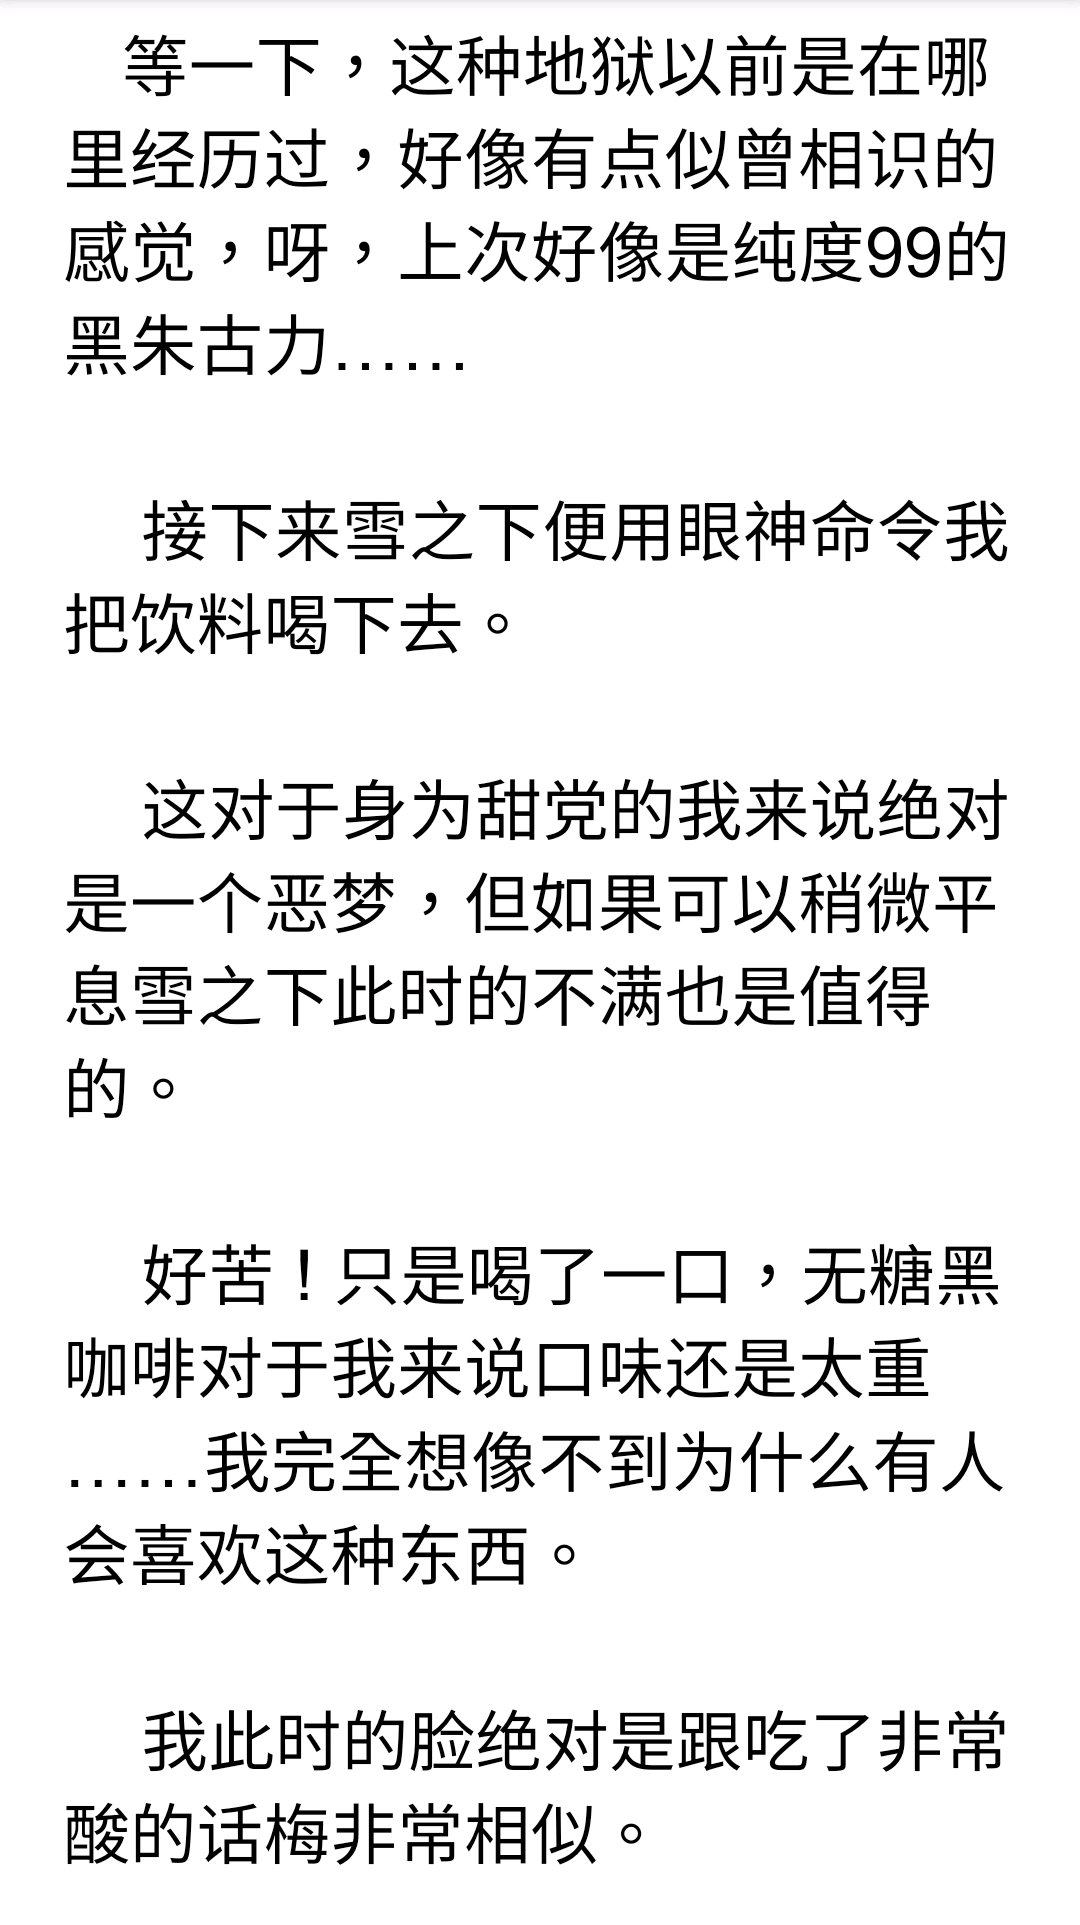 等一下，这种地狱以前是在哪
里经历过，好像有点似曾相识的
感觉，呀，上次好像是纯度99的
黑朱古力……
接下来雪之下便用眼神命令我
把饮料喝下去。
这对于身为甜党的我来说绝对
是一个恶梦，但如果可以稍微平
息雪之下此时的不满也是值得
的。
好苦！只是喝了一口，无糖黑
咖啡对于我来说口味还是太重
……我完全想像不到为什么有人
会喜欢这种东西。
我此时的脸绝对是跟吃了非常
酸的话梅非常相似。